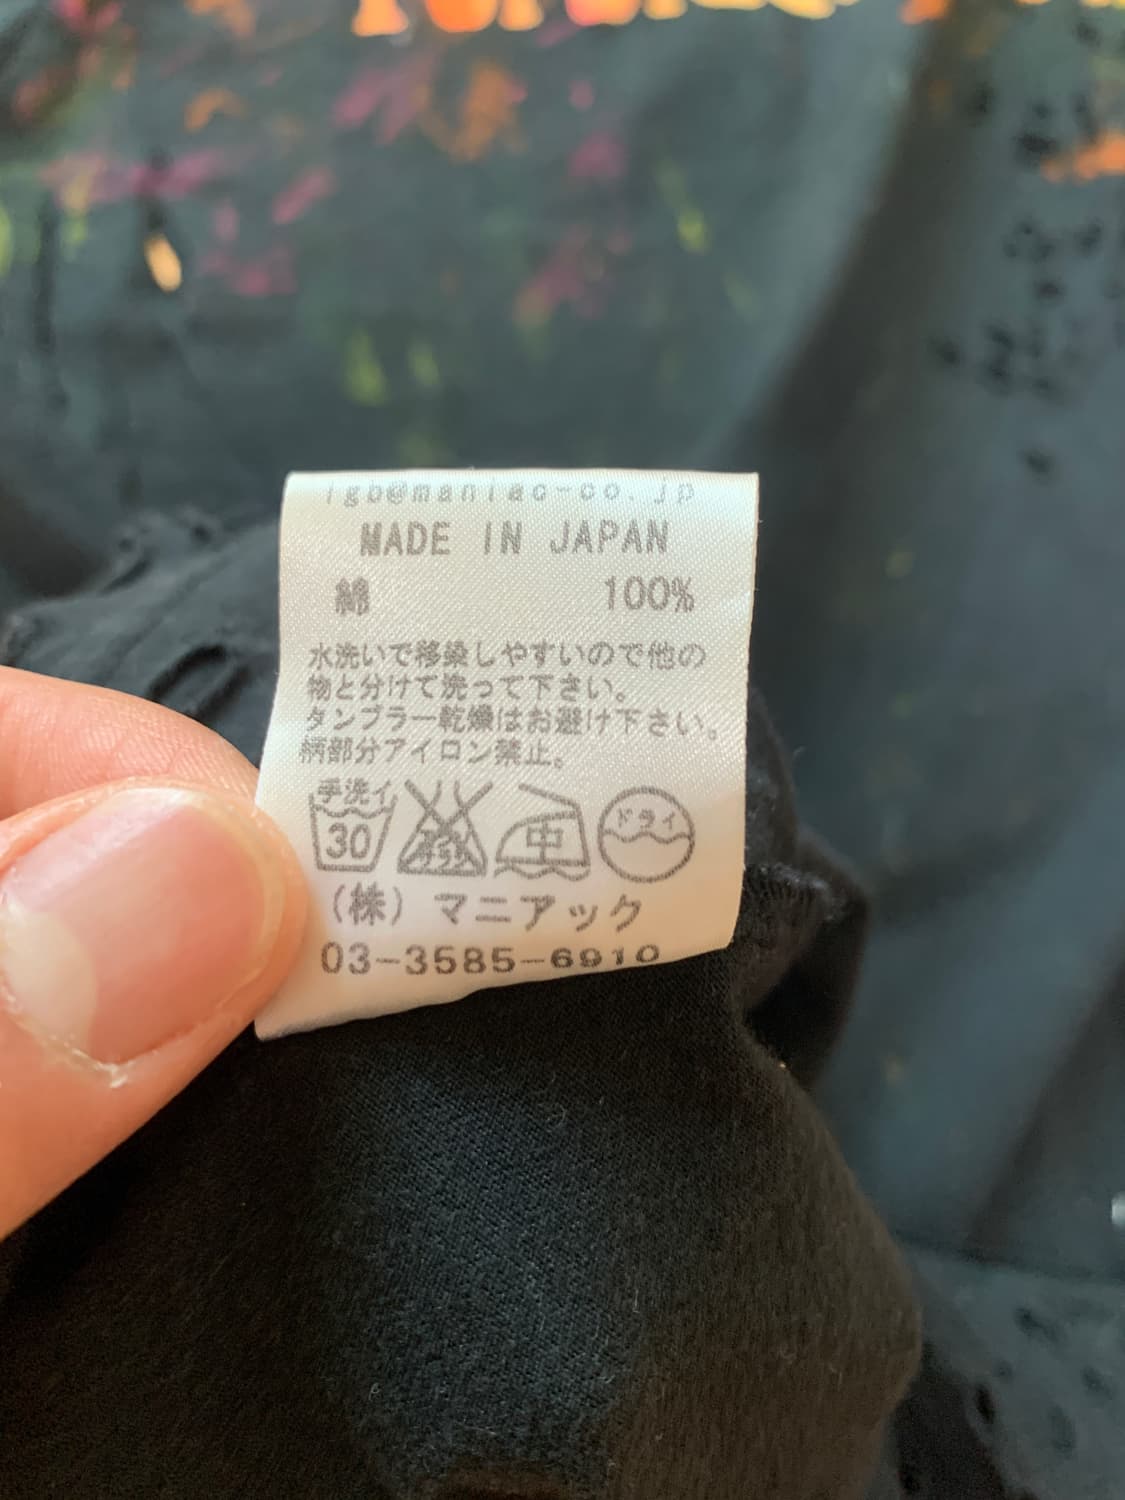 lgb@maniac-co.jp
MADE IN JAPAN
綿 100%
水洗いで移染しやすいので他の
物と分けて洗って下さい。
タンブラー乾燥はお避け下さい。
柄部分アイロン禁止。
手洗イ
30
中
ドライ
(株) マニアック
03-3585-6910